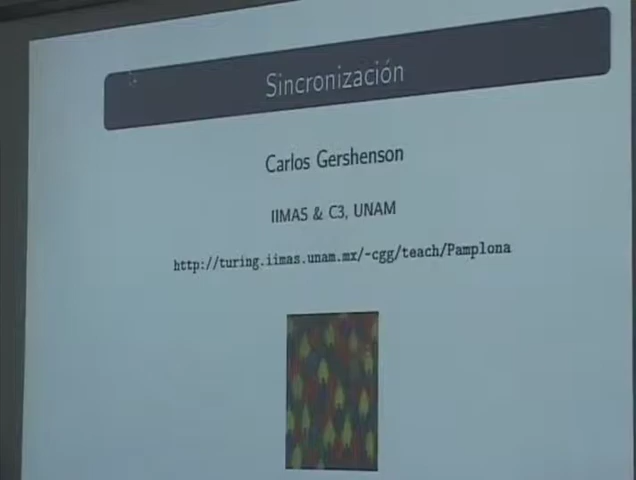 Sincronización
Carlos Gershenson
IIMAS & C3, UNAM
http://turing.iimas.unam.mx/~cgg/teach/Pamplona